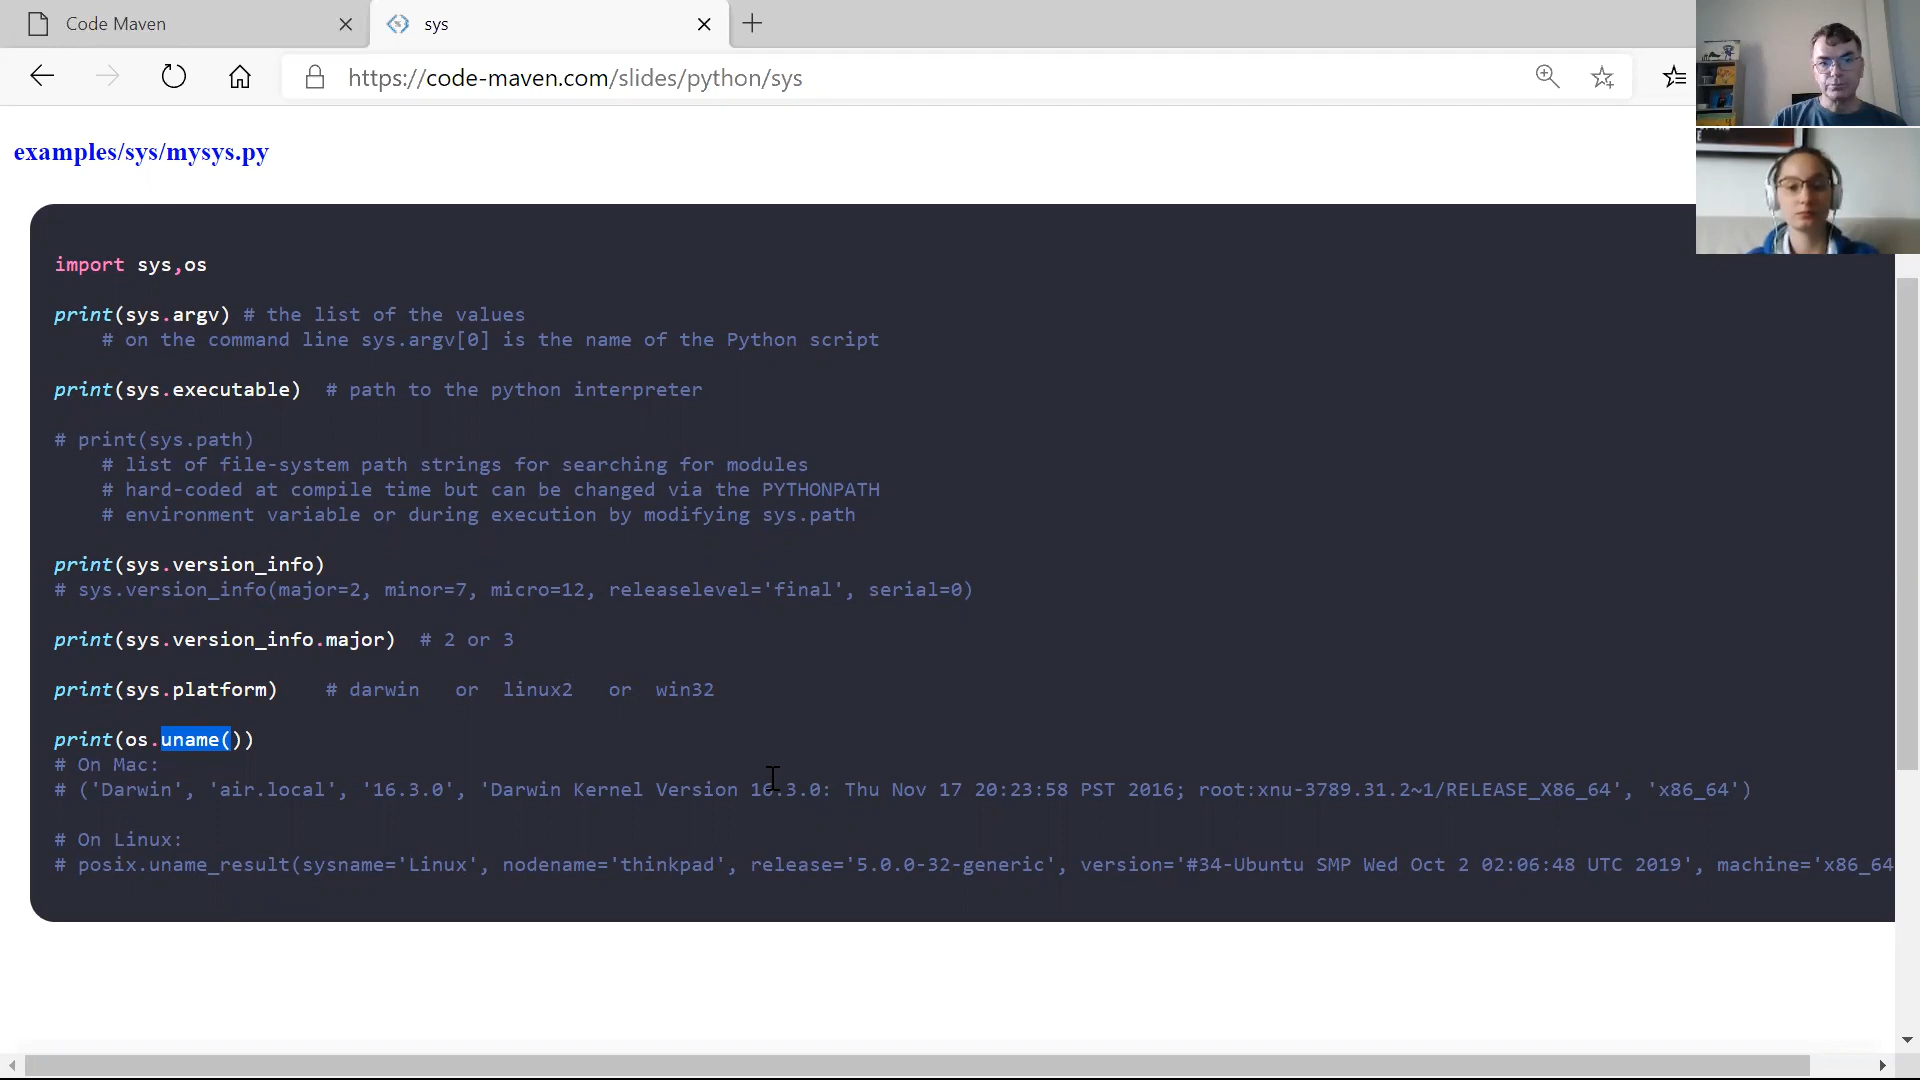 Code Maven
sys
https://code-maven.com/slides/python/sys
examples/sys/mysys.py
import sys,os
print(sys.argv) # the list of the values
# on the command line sys.argv[0] is the name of the Python script
print(sys.executable)  # path to the python interpreter
# print(sys.path)
# list of file-system path strings for searching for modules
# hard-coded at compile time but can be changed via the PYTHONPATH
# environment variable or during execution by modifying sys.path
print(sys.version_info)
# sys.version_info(major=2, minor=7, micro=12, releaselevel='final', serial=0)
print(sys.version_info.major)  # 2 or 3
print(sys.platform)    # darwin   or  linux2   or  win32
print(os.uname())
# On Mac:
# ('Darwin', 'air.local', '16.3.0', 'Darwin Kernel Version 16.3.0: Thu Nov 17 20:23:58 PST 2016; root:xnu-3789.31.2~1/RELEASE_X86_64', 'x86_64')
# On Linux:
# posix.uname_result(sysname='Linux', nodename='thinkpad', release='5.0.0-32-generic', version='#34-Ubuntu SMP Wed Oct 2 02:06:48 UTC 2019', machine='x86_64